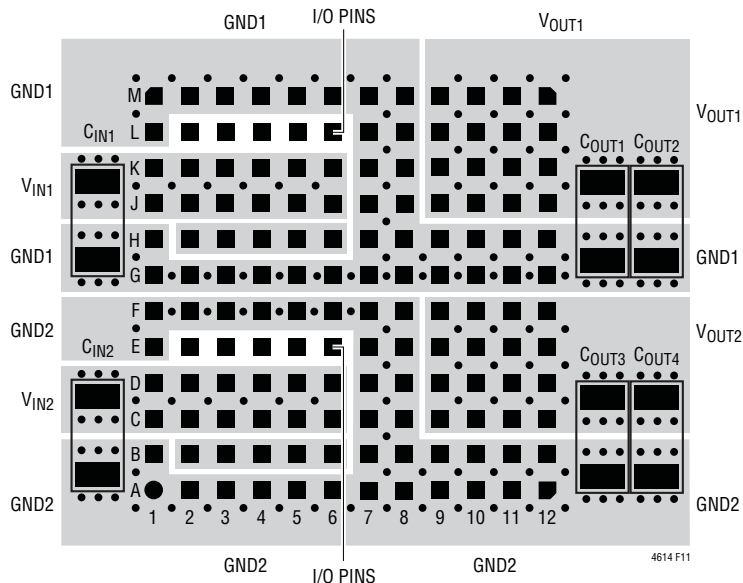 GND1 I/O PINS VOUT1
GND1
M
CIN1 L COUT1 COUT2 VOUT1
K
VIN1
J
GND1 H GND1
G
F
GND2
CIN2 E COUT3 COUT4 VOUT2
D
VIN2
C
B
GND2 A GND2
1 2 3 4 5 6 7 8 9 10 11 12
GND2 I/O PINS GND2
4614 F11